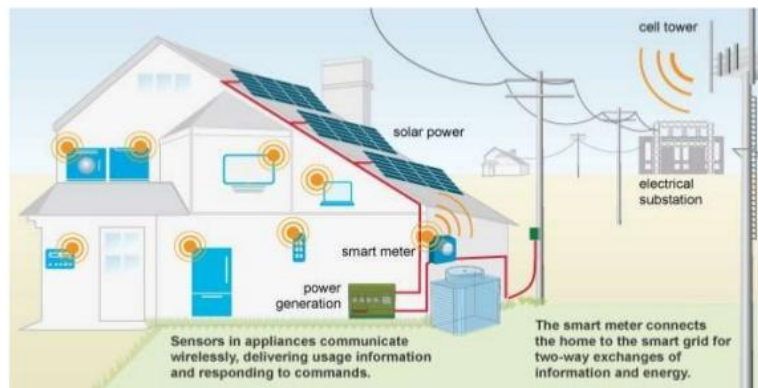 cell tower
solar power
electrical
substation
smart meter
power
generation
Sensors in appliances communicate
wirelessly, delivering usage information
and responding to commands.
The smart meter connects
the home to the smart grid for
two-way exchanges of
information and energy.